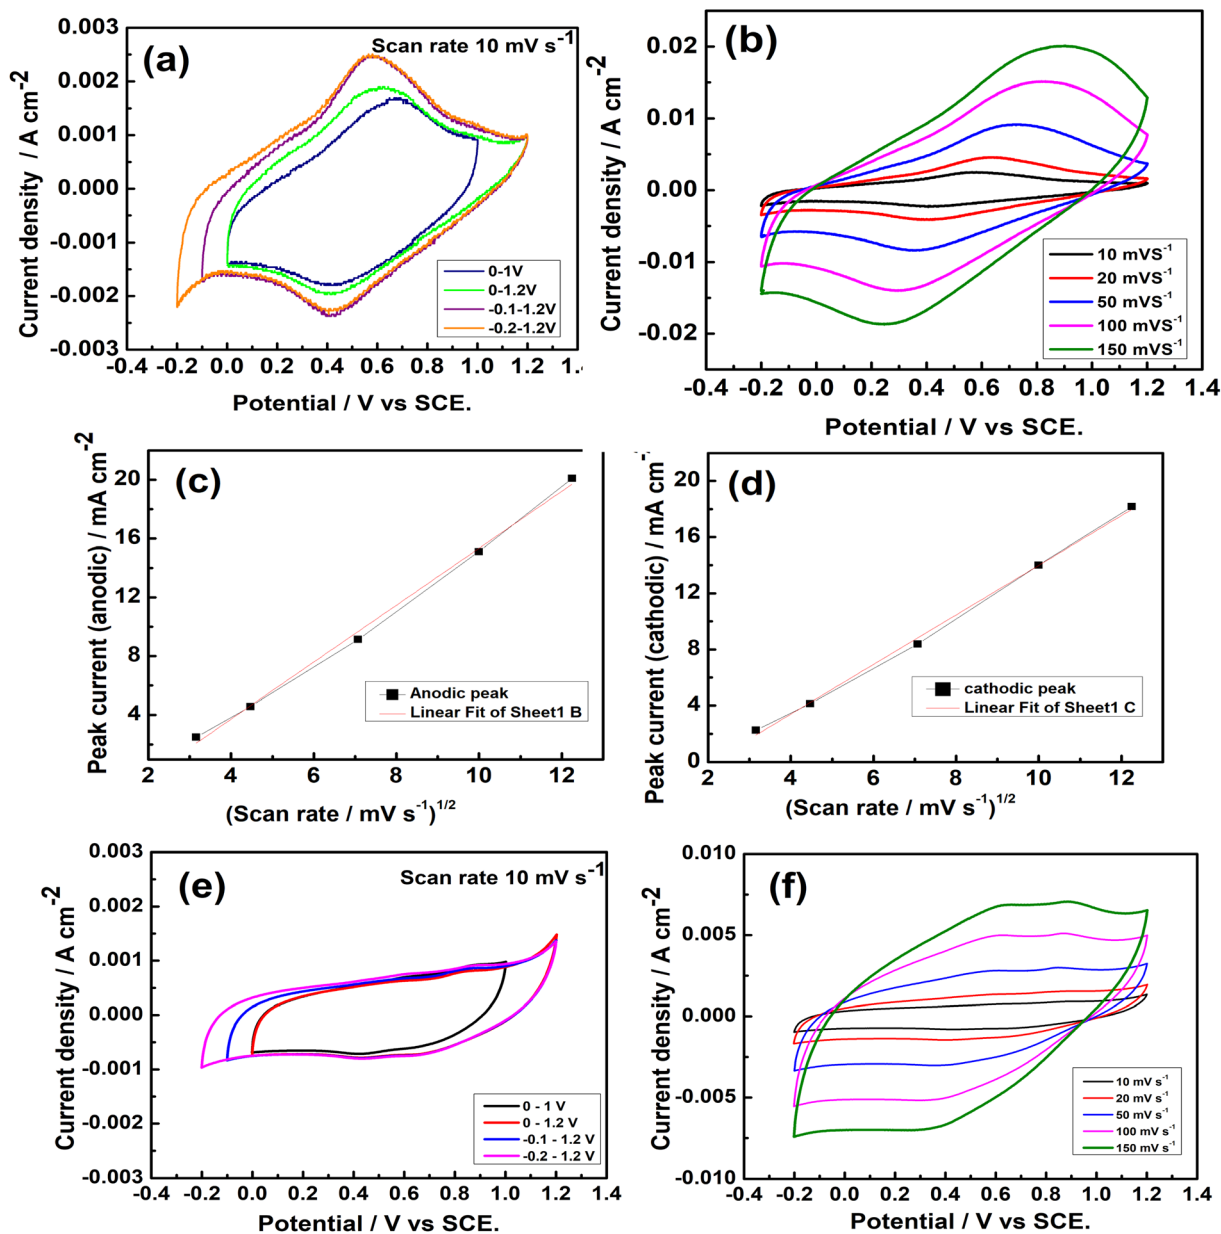 (a)
Scan rate 10 mV s-1
0.003
0.002
0.001
0.000
-0.001
-0.002
-0.003
Current density / A cm-2
0-1V
0-1.2V
-0.1-1.2V
-0.2-1.2V
-0.4 -0.2 0.0 0.2 0.4 0.6 0.8 1.0 1.2
Potential / V vs SCE.
(b)
0.02
0.01
0.00
-0.01
-0.02
Current density / A cm-2
10 mVS-1
20 mVS-1
50 mVS-1
100 mVS-1
150 mVS-1
-0.4 -0.2 0.0 0.2 0.4 0.6 0.8 1.0 1.2 1.4
Potential / V vs SCE.
(c)
20
16
12
8
4
Peak current (anodic) / mA cm-2
Anodic peak
Linear Fit of Sheet1 B
2 4 6 8 10 12
(Scan rate / mV s-1)1/2
(d)
22
18
14
11
8
6
4
2
0
Peak current (cathodic) / mA cm-2
cathodic peak
Linear Fit of Sheet1 C
2 4 6 8 10 12
(Scan rate / mV s-1)1/2
(e)
Scan rate 10 mV s-1
0.003
0.002
0.001
0.000
-0.001
-0.002
-0.003
Current density / A cm-2
0 - 1 V
0 - 1.2 V
-0.1 - 1.2 V
-0.2 - 1.2 V
-0.4 -0.2 0.0 0.2 0.4 0.6 0.8 1.0 1.2 1.4
Potential / V vs SCE.
(f)
0.010
0.005
0.000
-0.005
-0.010
Current density / A cm-2
10 mV s-1
20 mV s-1
50 mV s-1
100 mV s-1
150 mV s-1
-0.4 -0.2 0.0 0.2 0.4 0.6 0.8 1.0 1.2 1.4
Potential / V vs SCE.